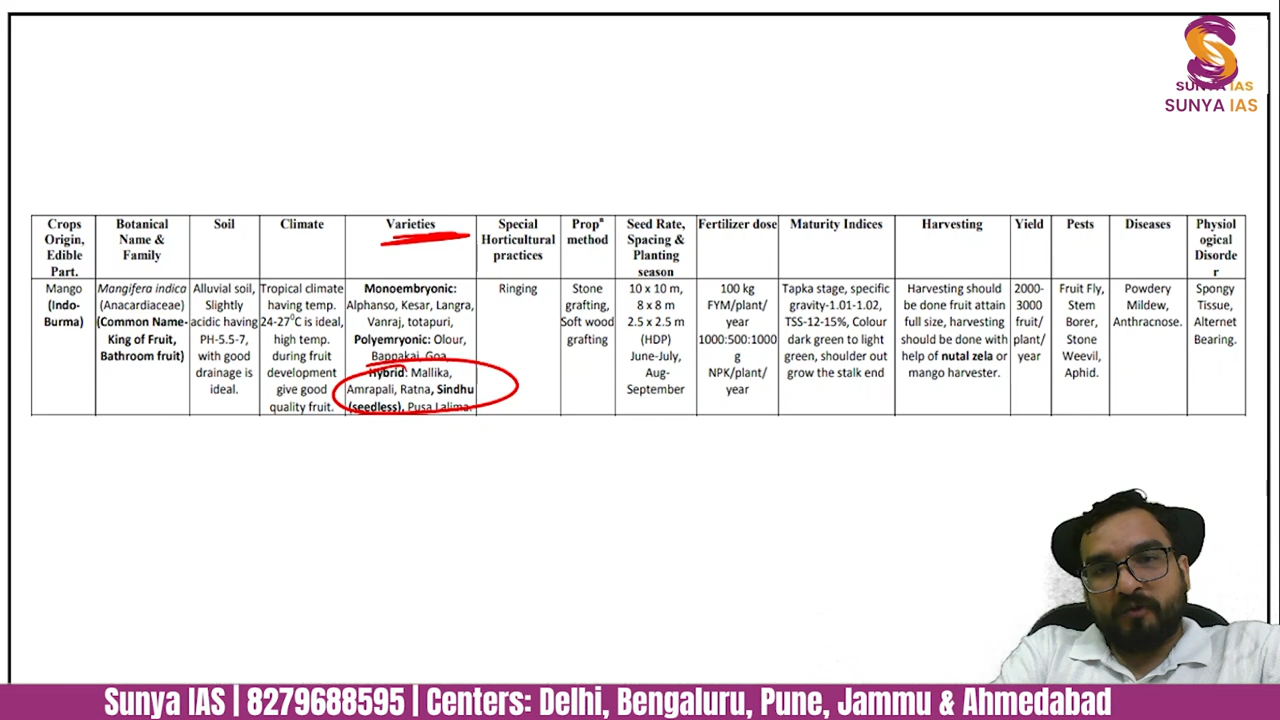 SUNYA IAS
SUNYA IAS
Crops
Origin,
Edible
Part.
Botanical
Name &
Family
Soil
Climate
Varieties
Special
Horticultural
practices
Propⁿ
method
Seed Rate,
Spacing &
Planting
season
Fertilizer dose
Maturity Indices
Harvesting
Yield
Pests
Diseases
Physiol
ogical
Disorde
r
Mango
(Indo-
Burma)
Mangifera indica
(Anacardiaceae)
(Common Name-
King of Fruit,
Bathroom fruit)
Alluvial soil,
Slightly
acidic having
PH-5.5-7,
with good
drainage is
ideal.
Tropical climate
having temp.
24-27⁰C is ideal,
high temp.
during fruit
development
give good
quality fruit.
Monoembryonic:
Alphanso, Kesar, Langra,
Vanraj, totapuri,
Polyemryonic: Olour,
Bappakai, Goa,
Hybrid: Mallika,
Amrapali, Ratna, Sindhu
(seedless), Pusa Lalima.
Ringing
Stone
grafting,
Soft wood
grafting
10 x 10 m,
8 x 8 m
2.5 x 2.5 m
(HDP)
June-July,
Aug-
September
100 kg
FYM/plant/
year
1000:500:1000
g
NPK/plant/
year
Tapka stage, specific
gravity-1.01-1.02,
TSS-12-15%, Colour
dark green to light
green, shoulder out
grow the stalk end
Harvesting should
be done fruit attain
full size, harvesting
should be done with
help of nutal zela or
mango harvester.
2000-
3000
fruit/
plant/
year
Fruit Fly,
Stem
Borer,
Stone
Weevil,
Aphid.
Powdery
Mildew,
Anthracnose.
Spongy
Tissue,
Alternet
Bearing.
Sunya IAS | 8279688595 | Centers: Delhi, Bengaluru, Pune, Jammu & Ahmedabad